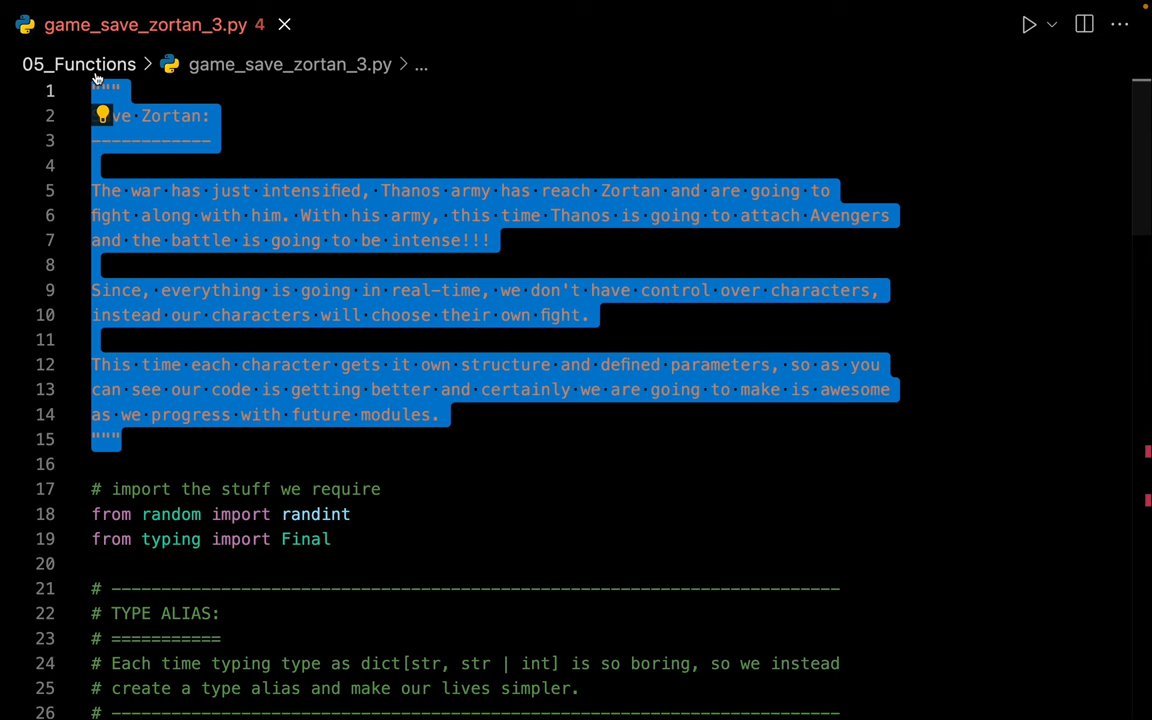 game_save_zortan_3.py 4
05_Functions > game_save_zortan_3.py > ...
1 """
2 ve Zortan:
3 ------------
4
5 The war has just intensified, Thanos army has reach Zortan and are going to
6 fight along with him. With his army, this time Thanos is going to attach Avengers
7 and the battle is going to be intense!!!
8
9 Since, everything is going in real-time, we don't have control over characters,
10 instead our characters will choose their own fight.
11
12 This time each character gets it own structure and defined parameters, so as you
13 can see our code is getting better and certainly we are going to make is awesome
14 as we progress with future modules.
15 """
16
17 # import the stuff we require
18 from random import randint
19 from typing import Final
20
21 # -------------------------------------------------------------------------
22 # TYPE ALIAS:
23 # ===========
24 # Each time typing type as dict[str, str | int] is so boring, so we instead
25 # create a type alias and make our lives simpler.
26 # -------------------------------------------------------------------------